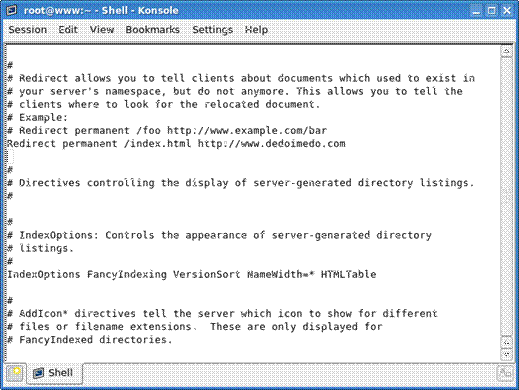 root@www:~ - Shell - Konsole
Session Edit View Bookmarks Settings Help
#
# Redirect allows you to tell clients about documents which used to exist in
# your server's namespace, but do not anymore. This allows you to tell the
# clients where to look for the relocated document.
# Example:
# Redirect permanent /foo http://www.example.com/bar
Redirect permanent /index.html http://www.dedoimedo.com
#
# Directives controlling the display of server-generated directory listings.
#
#
# IndexOptions: Controls the appearance of server-generated directory
# listings.
#
IndexOptions FancyIndexing VersionSort NameWidth=* HTMLTable
#
# AddIcon* directives tell the server which icon to show for different
# files or filename extensions.  These are only displayed for
# FancyIndexed directories.
Shell